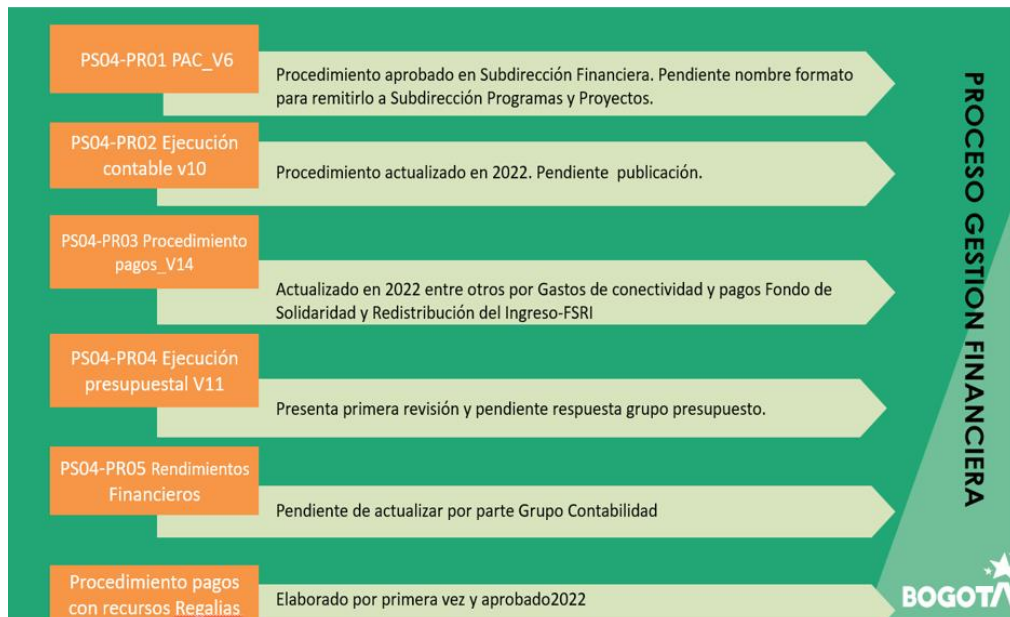 PS04-PR01 PAC_V6
Procedimiento aprobado en Subdirección Financiera. Pendiente nombre formato
para remitirlo a Subdirección Programas y Proyectos.
PS04-PR02 Ejecución
contable v10
Procedimiento actualizado en 2022. Pendiente publicación.
PS04-PR03 Procedimiento
pagos_V14
Actualizado en 2022 entre otros por Gastos de conectividad y pagos Fondo de
Solidaridad y Redistribución del Ingreso-FSRI
PS04-PR04 Ejecución
presupuestal V11
Presenta primera revisión y pendiente respuesta grupo presupuesto.
PS04-PR05 Rendimientos
Financieros
Pendiente de actualizar por parte Grupo Contabilidad
Procedimiento pagos
con recursos Regalias
Elaborado por primera vez y aprobado2022
PROCESO GESTION FINANCIERA
BOGOTÁ